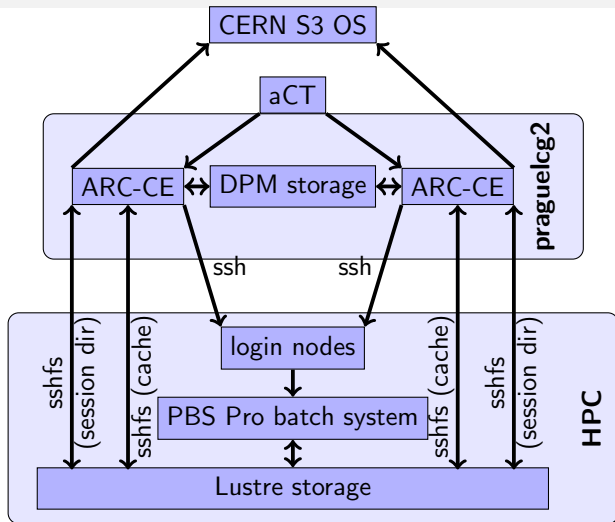 CERN S3 OS
aCT
praguelcg2
ARC-CE
DPM storage
ARC-CE
ssh
ssh
login nodes
sshfs
(session dir)
sshfs (cache)
sshfs (cache)
sshfs
(session dir)
PBS Pro batch system
HPC
Lustre storage